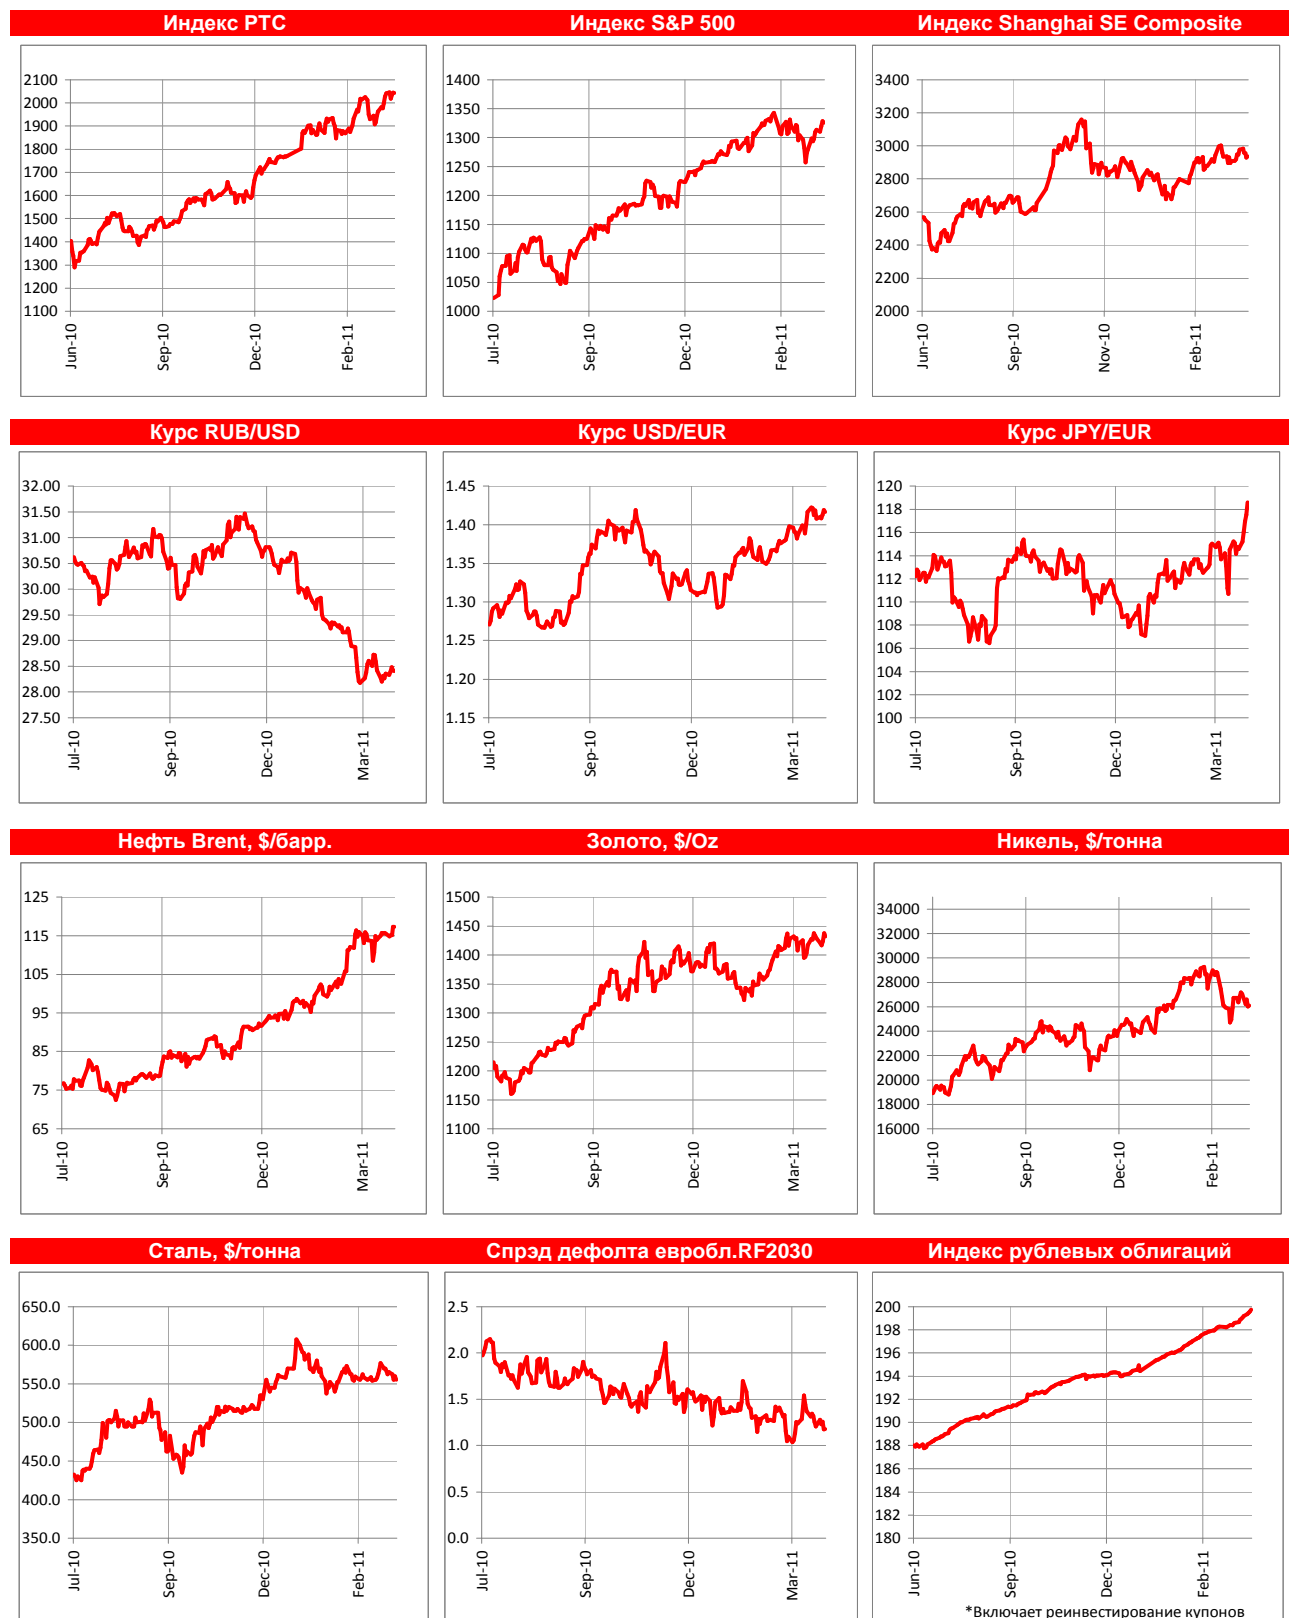 Индекс РТС
Индекс S&P 500
Индекс Shanghai SE Composite
2100
2000
1900
1800
1700
1600
1500
1400
1300
1200
1100
Jun-10
Sep-10
Dec-10
Feb-11
1400
1350
1300
1250
1200
1150
1100
1050
1000
Jul-10
Sep-10
Dec-10
Feb-11
3400
3200
3000
2800
2600
2400
2200
2000
Jun-10
Sep-10
Nov-10
Feb-11
Курс RUB/USD
Курс USD/EUR
Курс JPY/EUR
32.00
31.50
31.00
30.50
30.00
29.50
29.00
28.50
28.00
27.50
Jul-10
Sep-10
Dec-10
Mar-11
1.45
1.40
1.35
1.30
1.25
1.20
1.15
Jul-10
Sep-10
Dec-10
Mar-11
120
118
116
114
112
110
108
106
104
102
100
Jul-10
Sep-10
Dec-10
Mar-11
Нефть Brent, $/барр.
Золото, $/Oz
Никель, $/тонна
125
115
105
95
85
75
65
Jul-10
Sep-10
Dec-10
Mar-11
1500
1450
1400
1350
1300
1250
1200
1150
1100
Jul-10
Sep-10
Dec-10
Mar-11
34000
32000
30000
28000
26000
24000
22000
20000
18000
16000
Jul-10
Sep-10
Dec-10
Feb-11
Сталь, $/тонна
Спрэд дефолта евробл.RF2030
Индекс рублевых облигаций
650.0
600.0
550.0
500.0
450.0
400.0
350.0
Jul-10
Sep-10
Dec-10
Feb-11
2.5
2.0
1.5
1.0
0.5
0.0
Jul-10
Sep-10
Dec-10
Mar-11
200
198
196
194
192
190
188
186
184
182
180
Jun-10
Sep-10
Dec-10
Feb-11
*Включает реинвестирование купонов